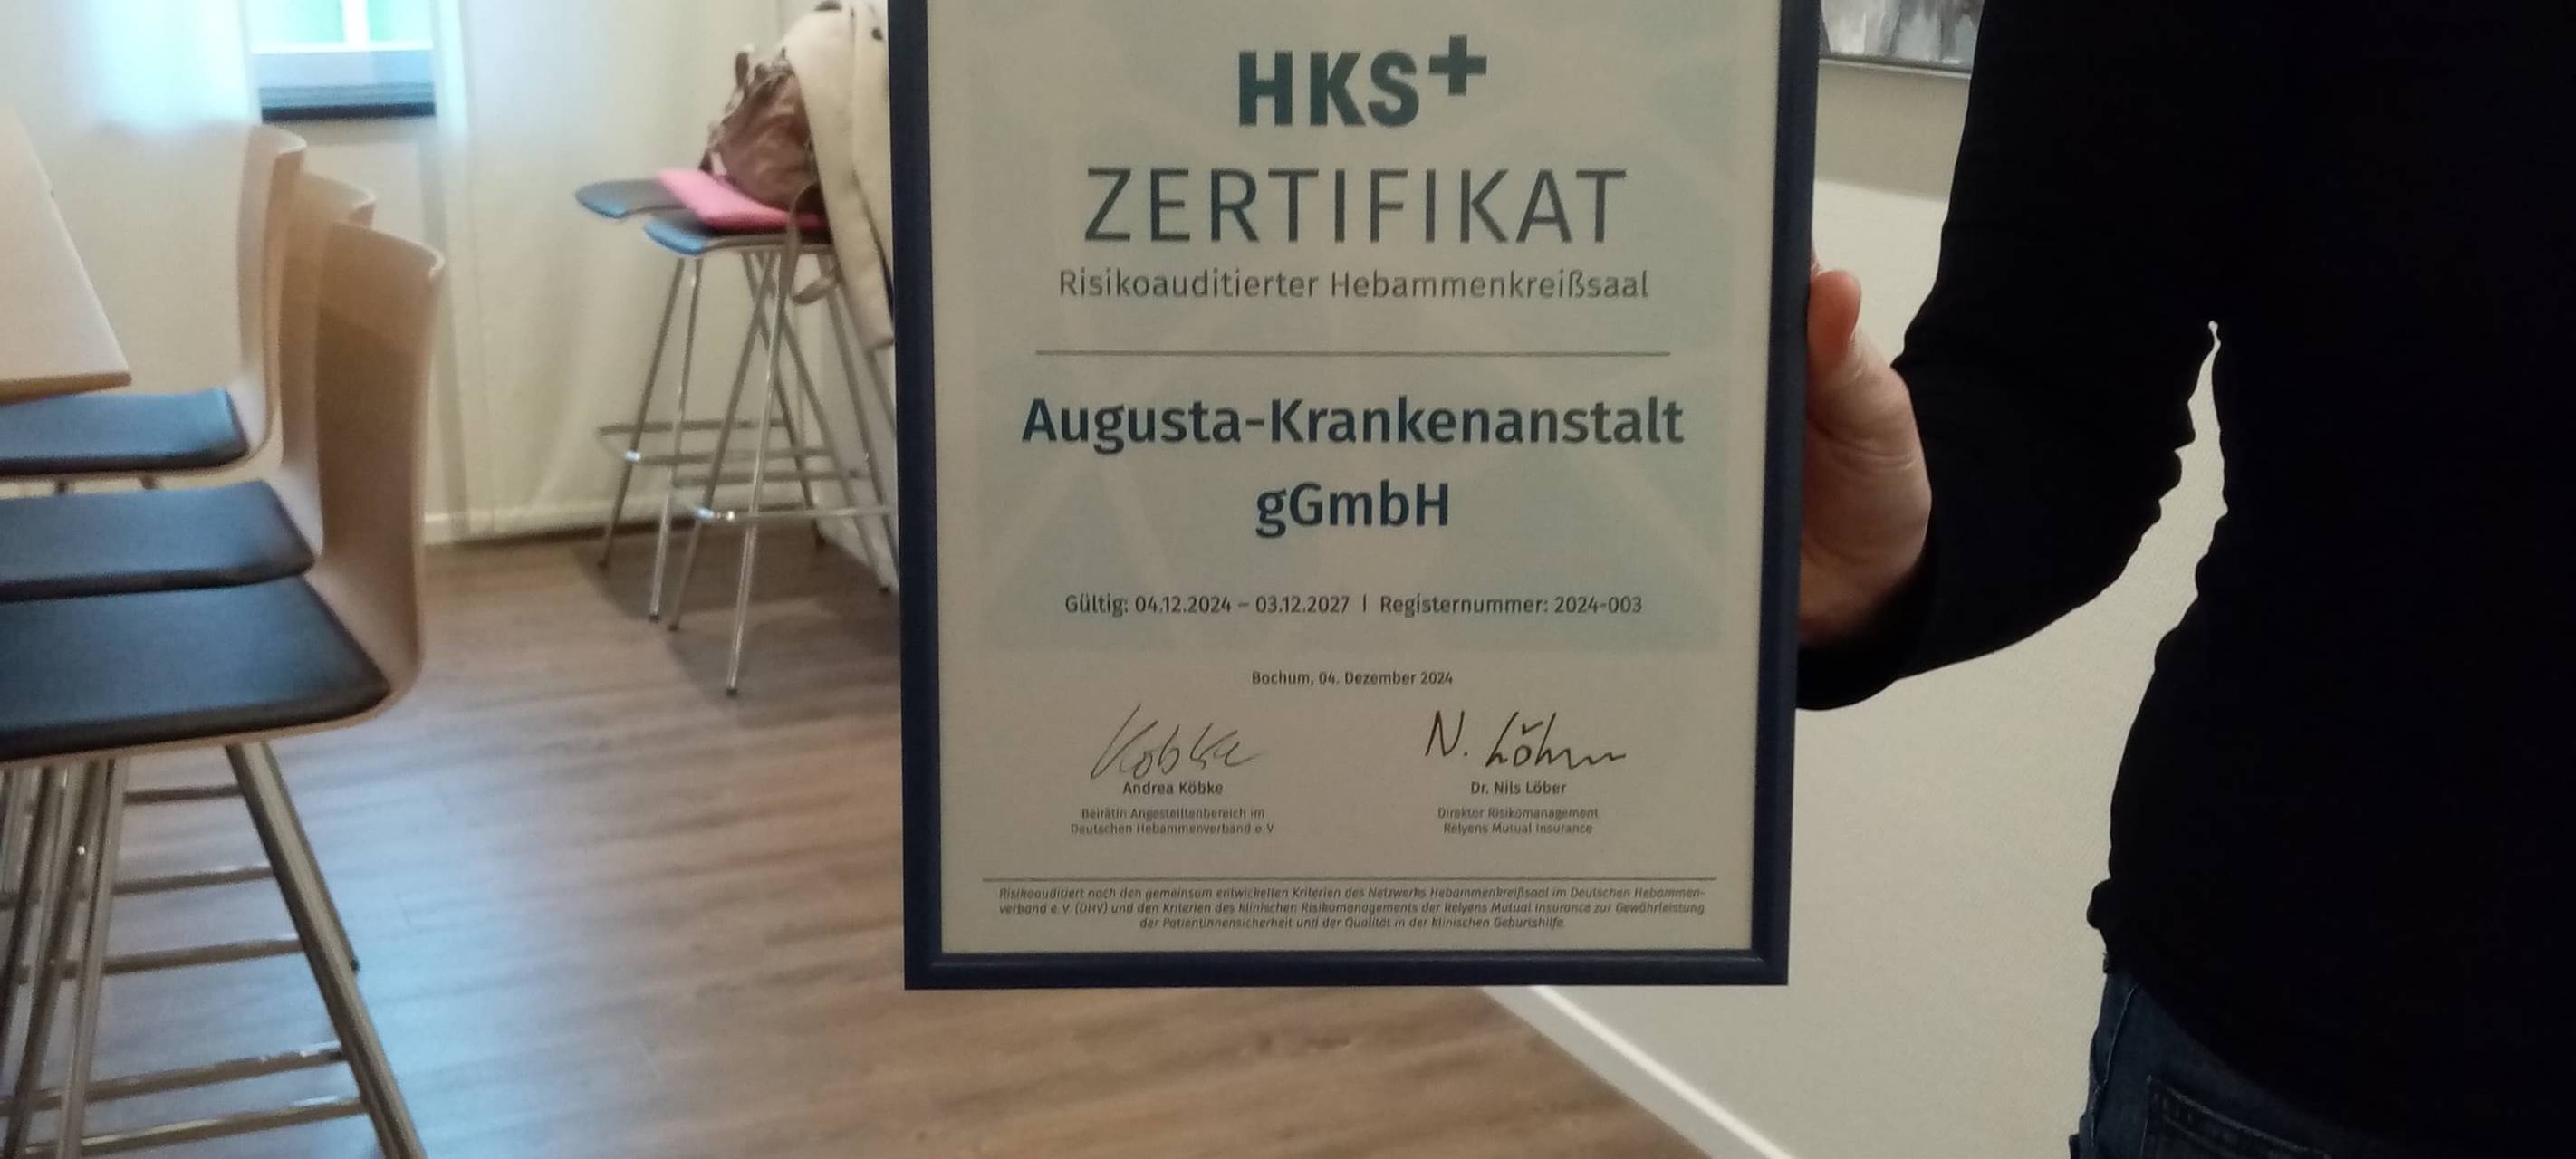 HKS+
ZERTIFIKAT
Risikoauditierter Hebammenkreißsaal
Augusta-Krankenanstalt
gGmbH
Gültig: 04.12.2024 – 03.12.2027 | Registernummer: 2024-003
Bochum, 04. Dezember 2024
Köbke
N. Löber
Andrea Köbke
Dr. Nils Löber
Beirätin Angestelltenbereich im
Deutschen Hebammenverband e.V.
Direktor Risikomanagement
Relyens Mutual Insurance
Risikoauditiert nach den gemeinsam entwickelten Kriterien des Netzwerks Hebammenkreißsaal im Deutschen Hebammen-
verband e.V. (DHV) und den Kriterien des klinischen Risikomanagements der Relyens Mutual Insurance zur Gewährleistung
der Patientinnensicherheit und der Qualität in der klinischen Geburtshilfe.